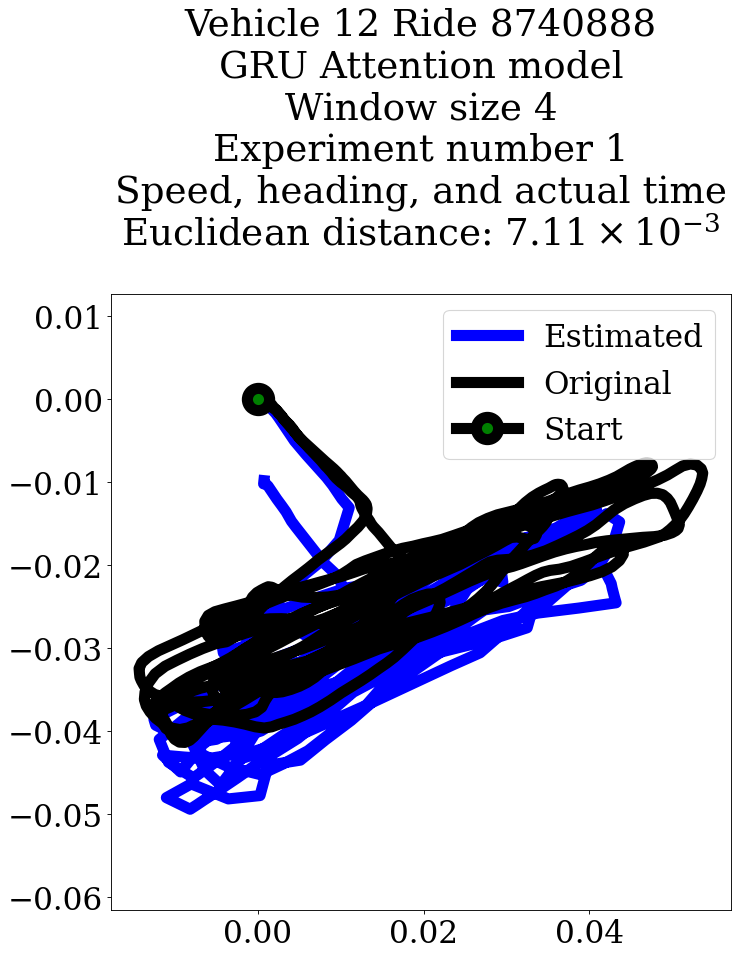 Vehicle 12 Ride 8740888
GRU Attention model
Window size 4
Experiment number 1
Speed, heading, and actual time
Euclidean distance: 7.11 × 10⁻³
Estimated
Original
Start
0.01
0.00
−0.01
−0.02
−0.03
−0.04
−0.05
−0.06
0.00 0.02 0.04